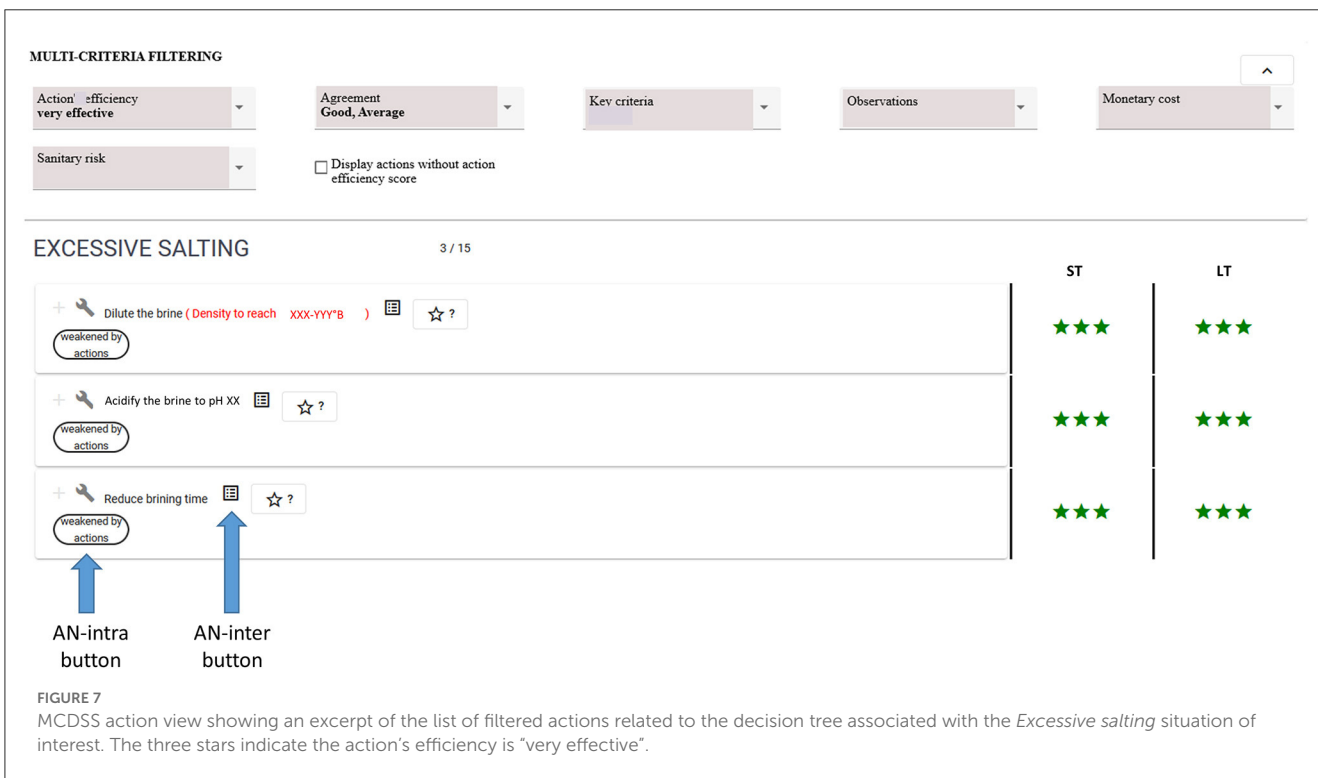 MULTI-CRITERIA FILTERING
Action' efficiency
very effective
Agreement
Good, Average
Kev criteria
Observations
Monetary cost
Sanitary risk
Display actions without action
efficiency score
EXCESSIVE SALTING
3 / 15
ST
LT
Dilute the brine ( Density to reach XXX-YYY°B )
?
weakened by
actions
Acidify the brine to pH XX
?
weakened by
actions
Reduce brining time
?
weakened by
actions
AN-intra
button
AN-inter
button
FIGURE 7
MCDSS action view showing an excerpt of the list of filtered actions related to the decision tree associated with the Excessive salting situation of
interest. The three stars indicate the action's efficiency is "very effective".